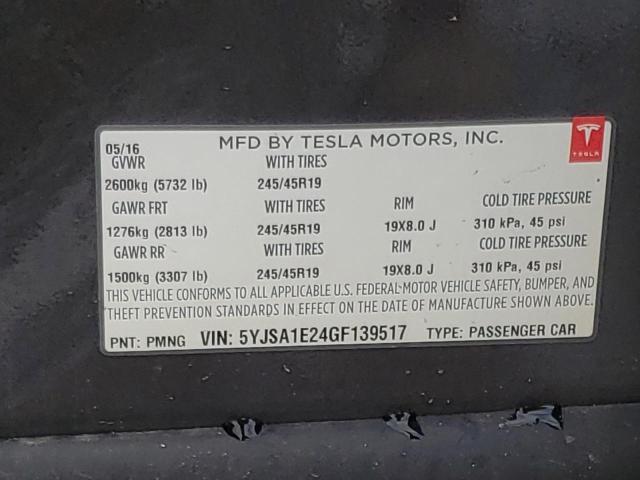 05/16 MFD BY TESLA MOTORS, INC.
TESLA
GVWR WITH TIRES
2600kg (5732 lb) 245/45R19
GAWR FRT WITH TIRES RIM COLD TIRE PRESSURE
1276kg (2813 lb) 245/45R19 19X8.0 J 310 kPa, 45 psi
GAWR RR WITH TIRES RIM COLD TIRE PRESSURE
1500kg (3307 lb) 245/45R19 19X8.0 J 310 kPa, 45 psi
THIS VEHICLE CONFORMS TO ALL APPLICABLE U.S. FEDERAL MOTOR VEHICLE SAFETY, BUMPER, AND
THEFT PREVENTION STANDARDS IN EFFECT ON THE DATE OF MANUFACTURE SHOWN ABOVE.
PNT: PMNG VIN: 5YJSA1E24GF139517 TYPE: PASSENGER CAR